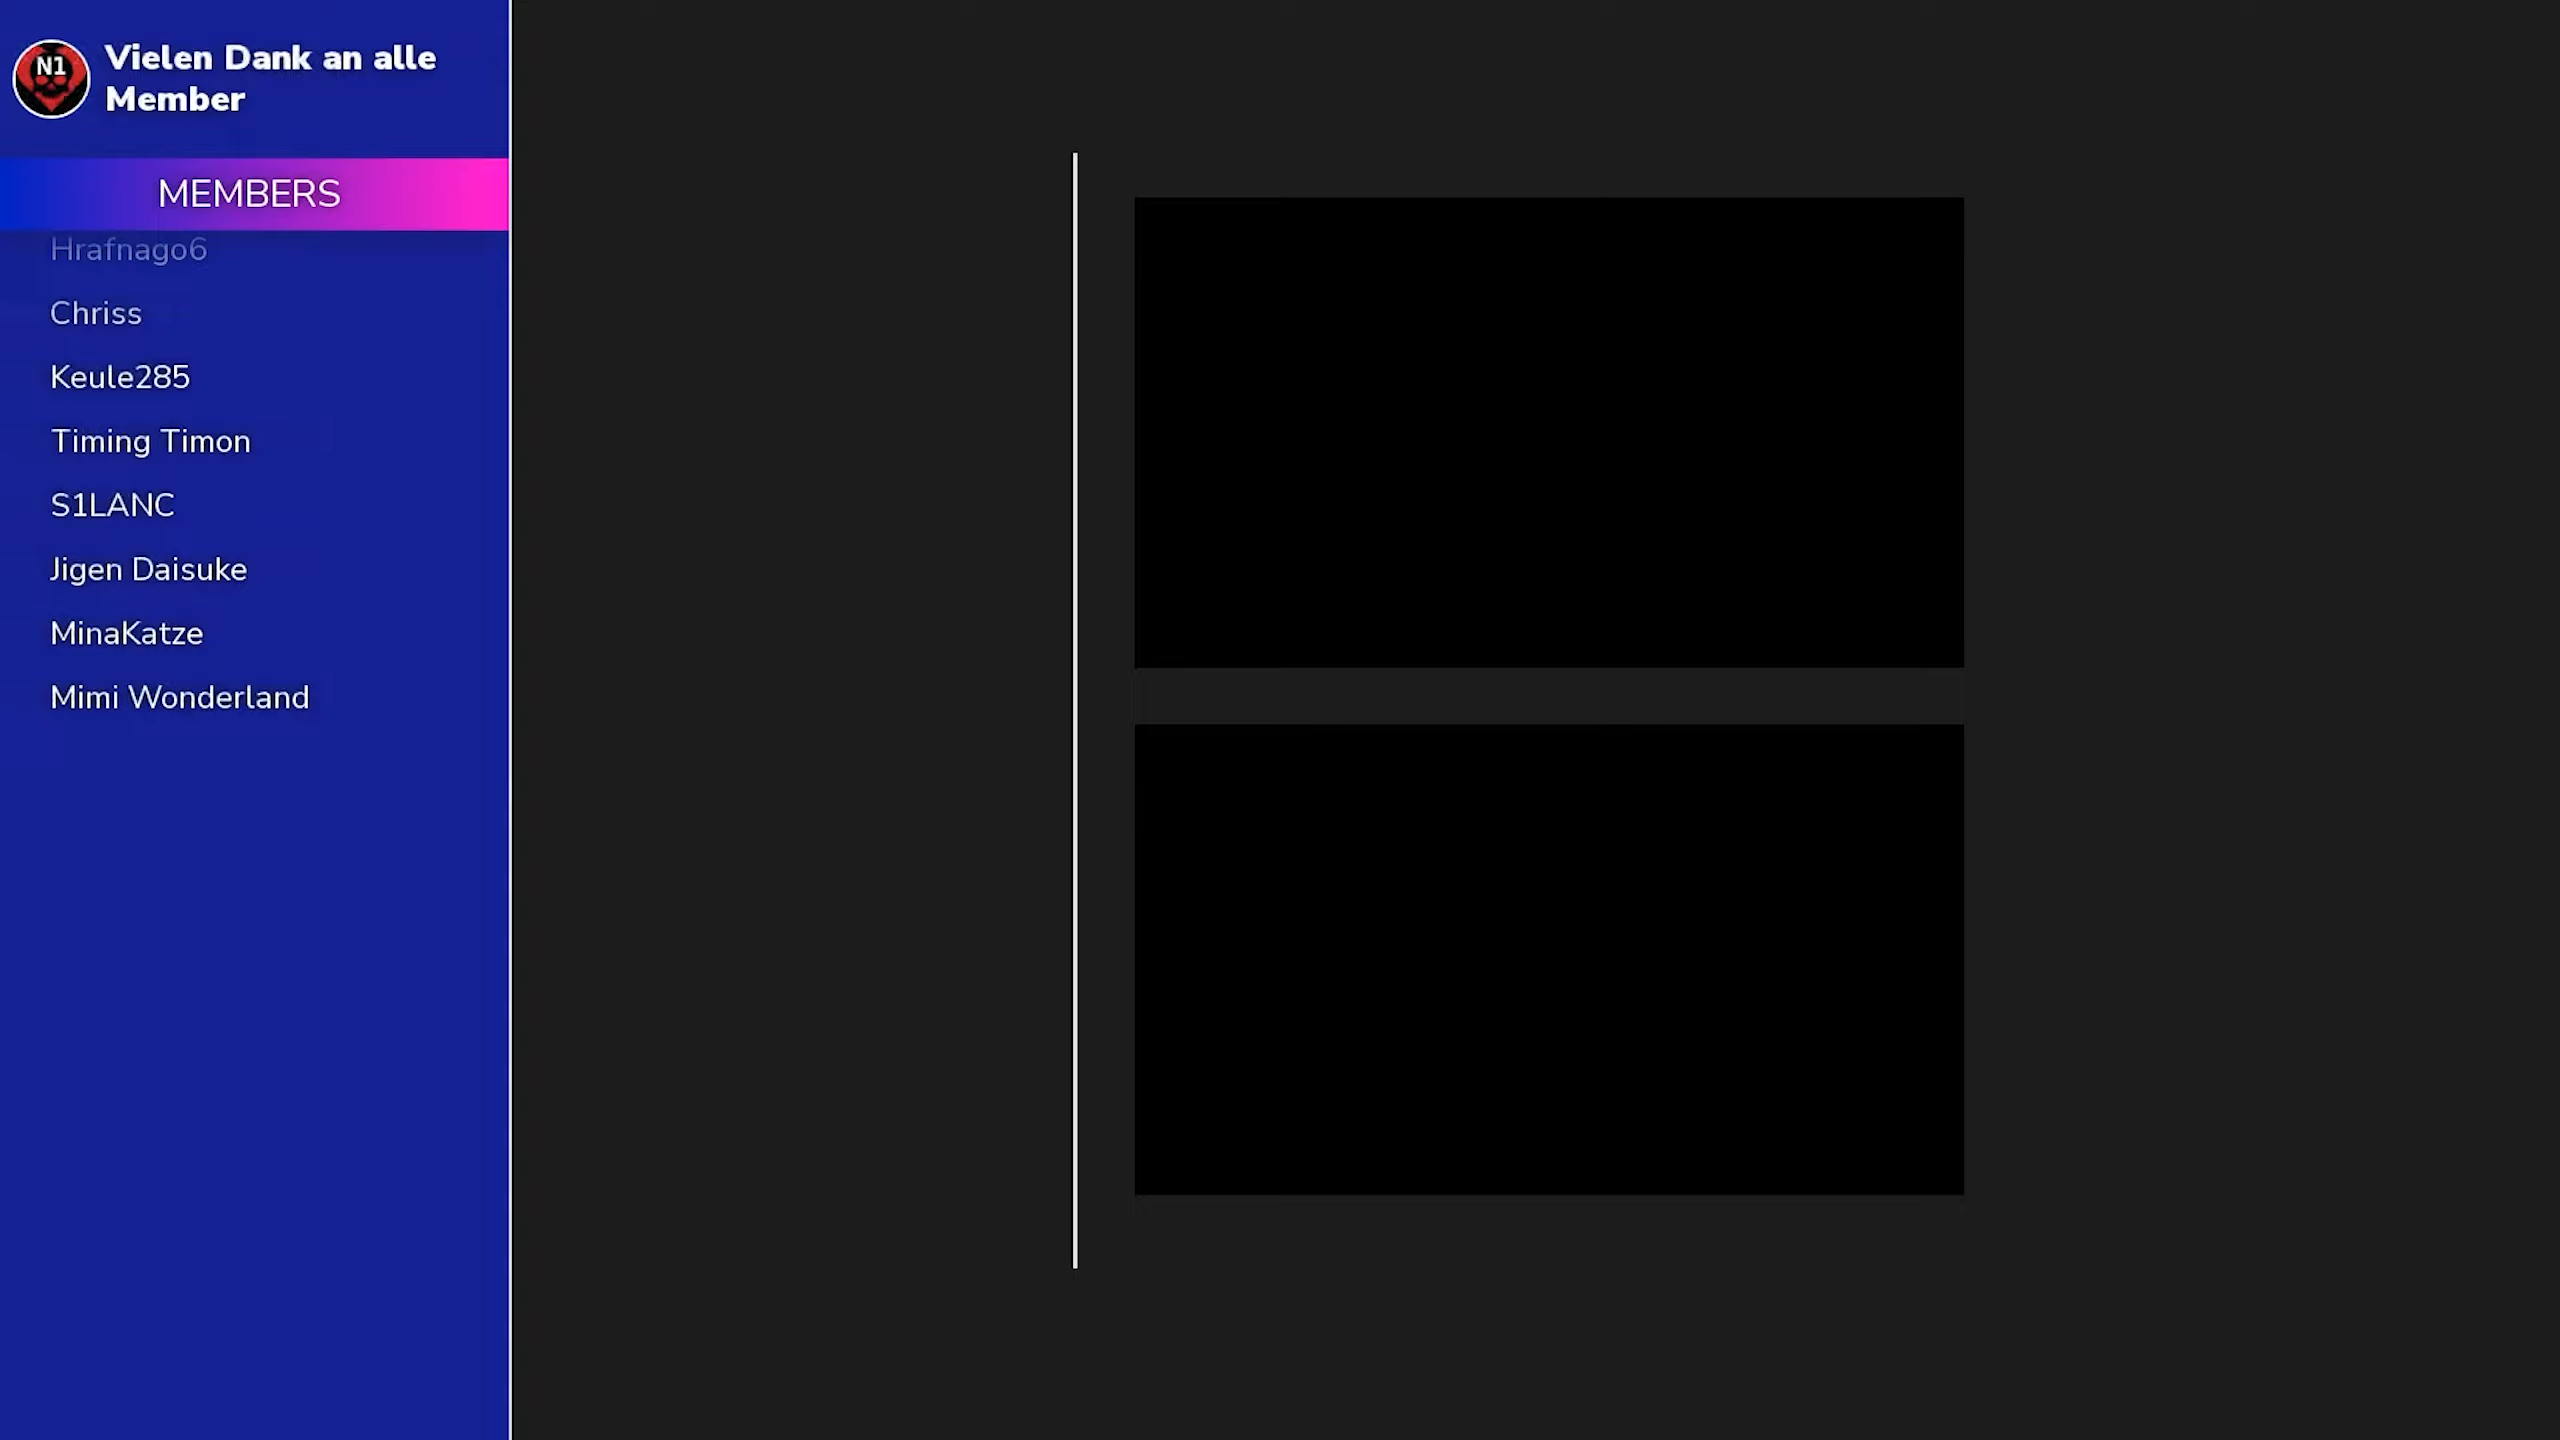 N1
Vielen Dank an alle
Member
MEMBERS
Hrafnago6
Chriss
Keule285
Timing Timon
S1LANC
Jigen Daisuke
MinaKatze
Mimi Wonderland